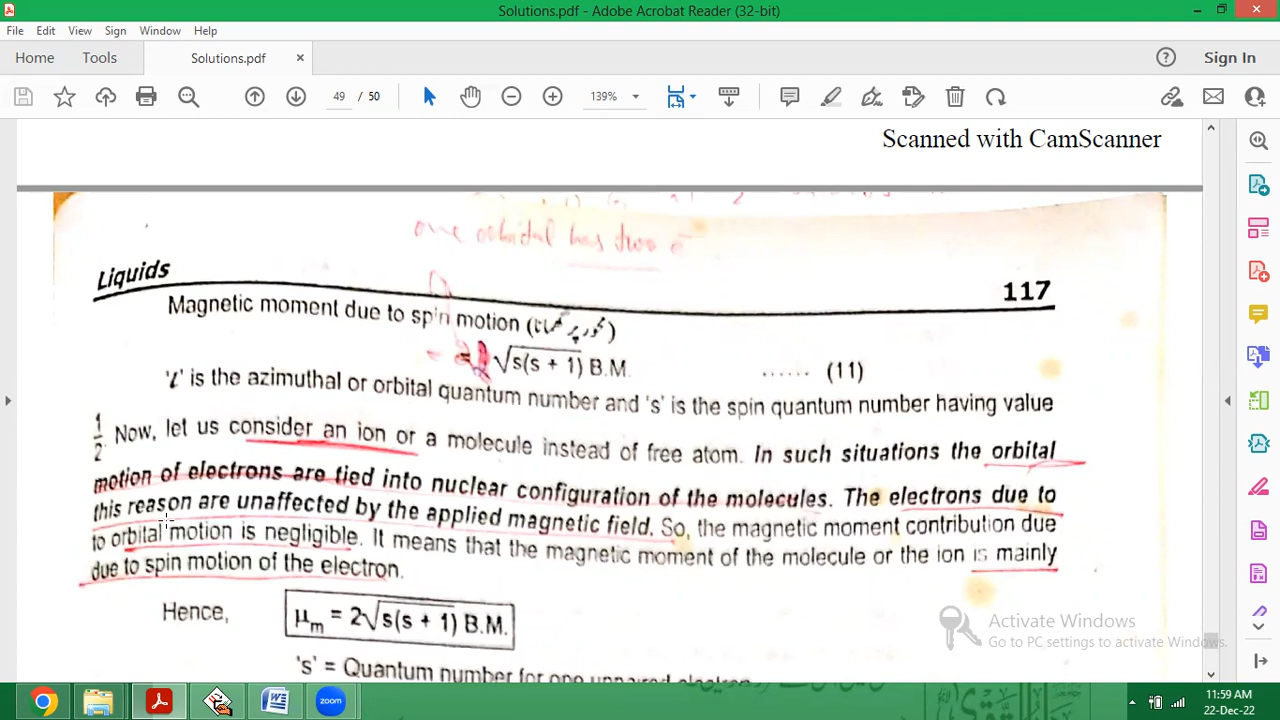 Solutions.pdf - Adobe Acrobat Reader (32-bit)
File Edit View Sign Window Help
Home Tools Solutions.pdf × Sign In
49 / 50 139%
Scanned with CamScanner
one orbital has two e⁻
Liquids 117
Magnetic moment due to spin motion
√s(s + 1) B.M. ...... (11)
'l' is the azimuthal or orbital quantum number and 's' is the spin quantum number having value
1/2. Now, let us consider an ion or a molecule instead of free atom. In such situations the orbital
motion of electrons are tied into nuclear configuration of the molecules. The electrons due to
this reason are unaffected by the applied magnetic field. So, the magnetic moment contribution due
to orbital motion is negligible. It means that the magnetic moment of the molecule or the ion is mainly
due to spin motion of the electron.
Hence, μm = 2√s(s + 1) B.M.
's' = Quantum number for one unpaired electron
Activate Windows
Go to PC settings to activate Windows.
zoom
11:59 AM
22-Dec-22